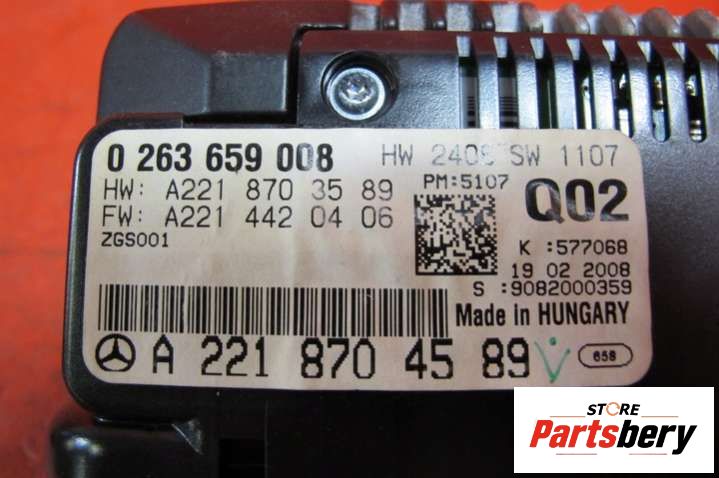 0 263 659 008 HW 2408 SW 1107
HW: A221 870 35 89 PM:5107 Q02
FW: A221 442 04 06
ZGS001 K :577068
19 02 2008
S :9082000359
Made in HUNGARY
A 221 870 45 89 658
STORE
Partsbery